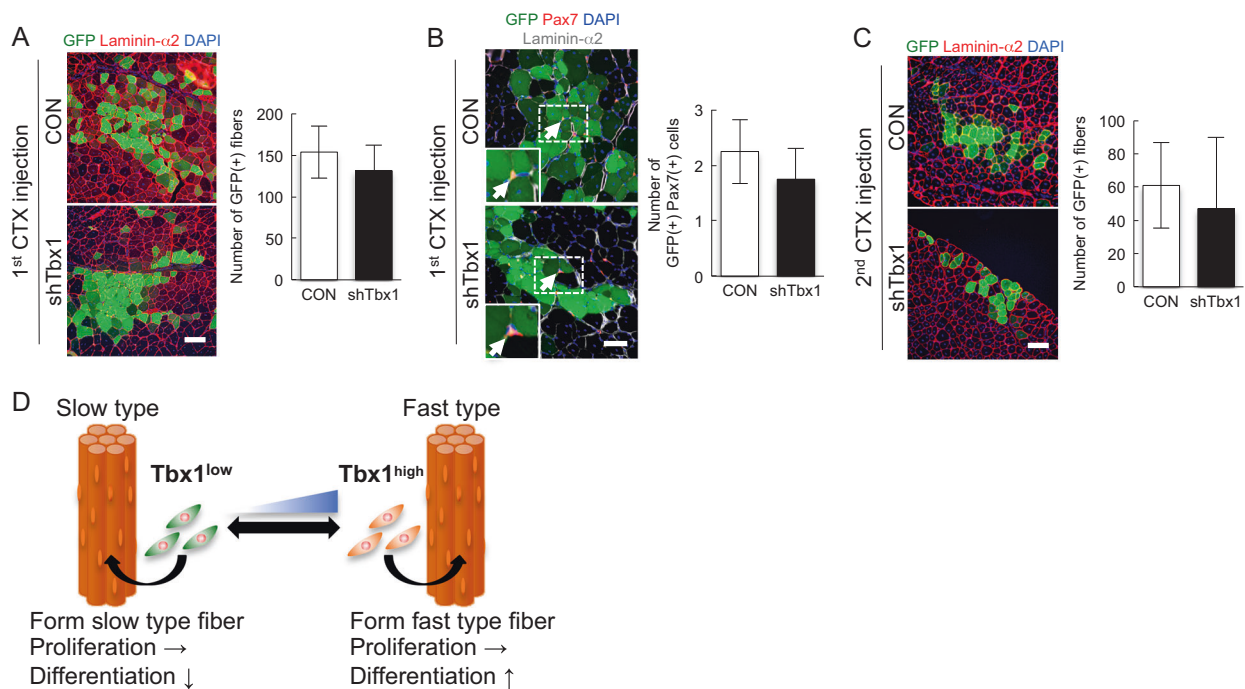 A
GFP Laminin-α2 DAPI
1st CTX injection
CON
shTbx1
Number of GFP(+) fibers
200
150
100
50
0
CON shTbx1
B
GFP Pax7 DAPI
Laminin-α2
1st CTX injection
CON
shTbx1
Number of
GFP(+) Pax7(+) cells
3
2
1
0
CON shTbx1
C
GFP Laminin-α2 DAPI
2nd CTX injection
CON
shTbx1
Number of GFP(+) fibers
100
80
60
40
20
0
CON shTbx1
D
Slow type
Fast type
Tbx1low
Tbx1high
Form slow type fiber
Proliferation →
Differentiation ↓
Form fast type fiber
Proliferation →
Differentiation ↑